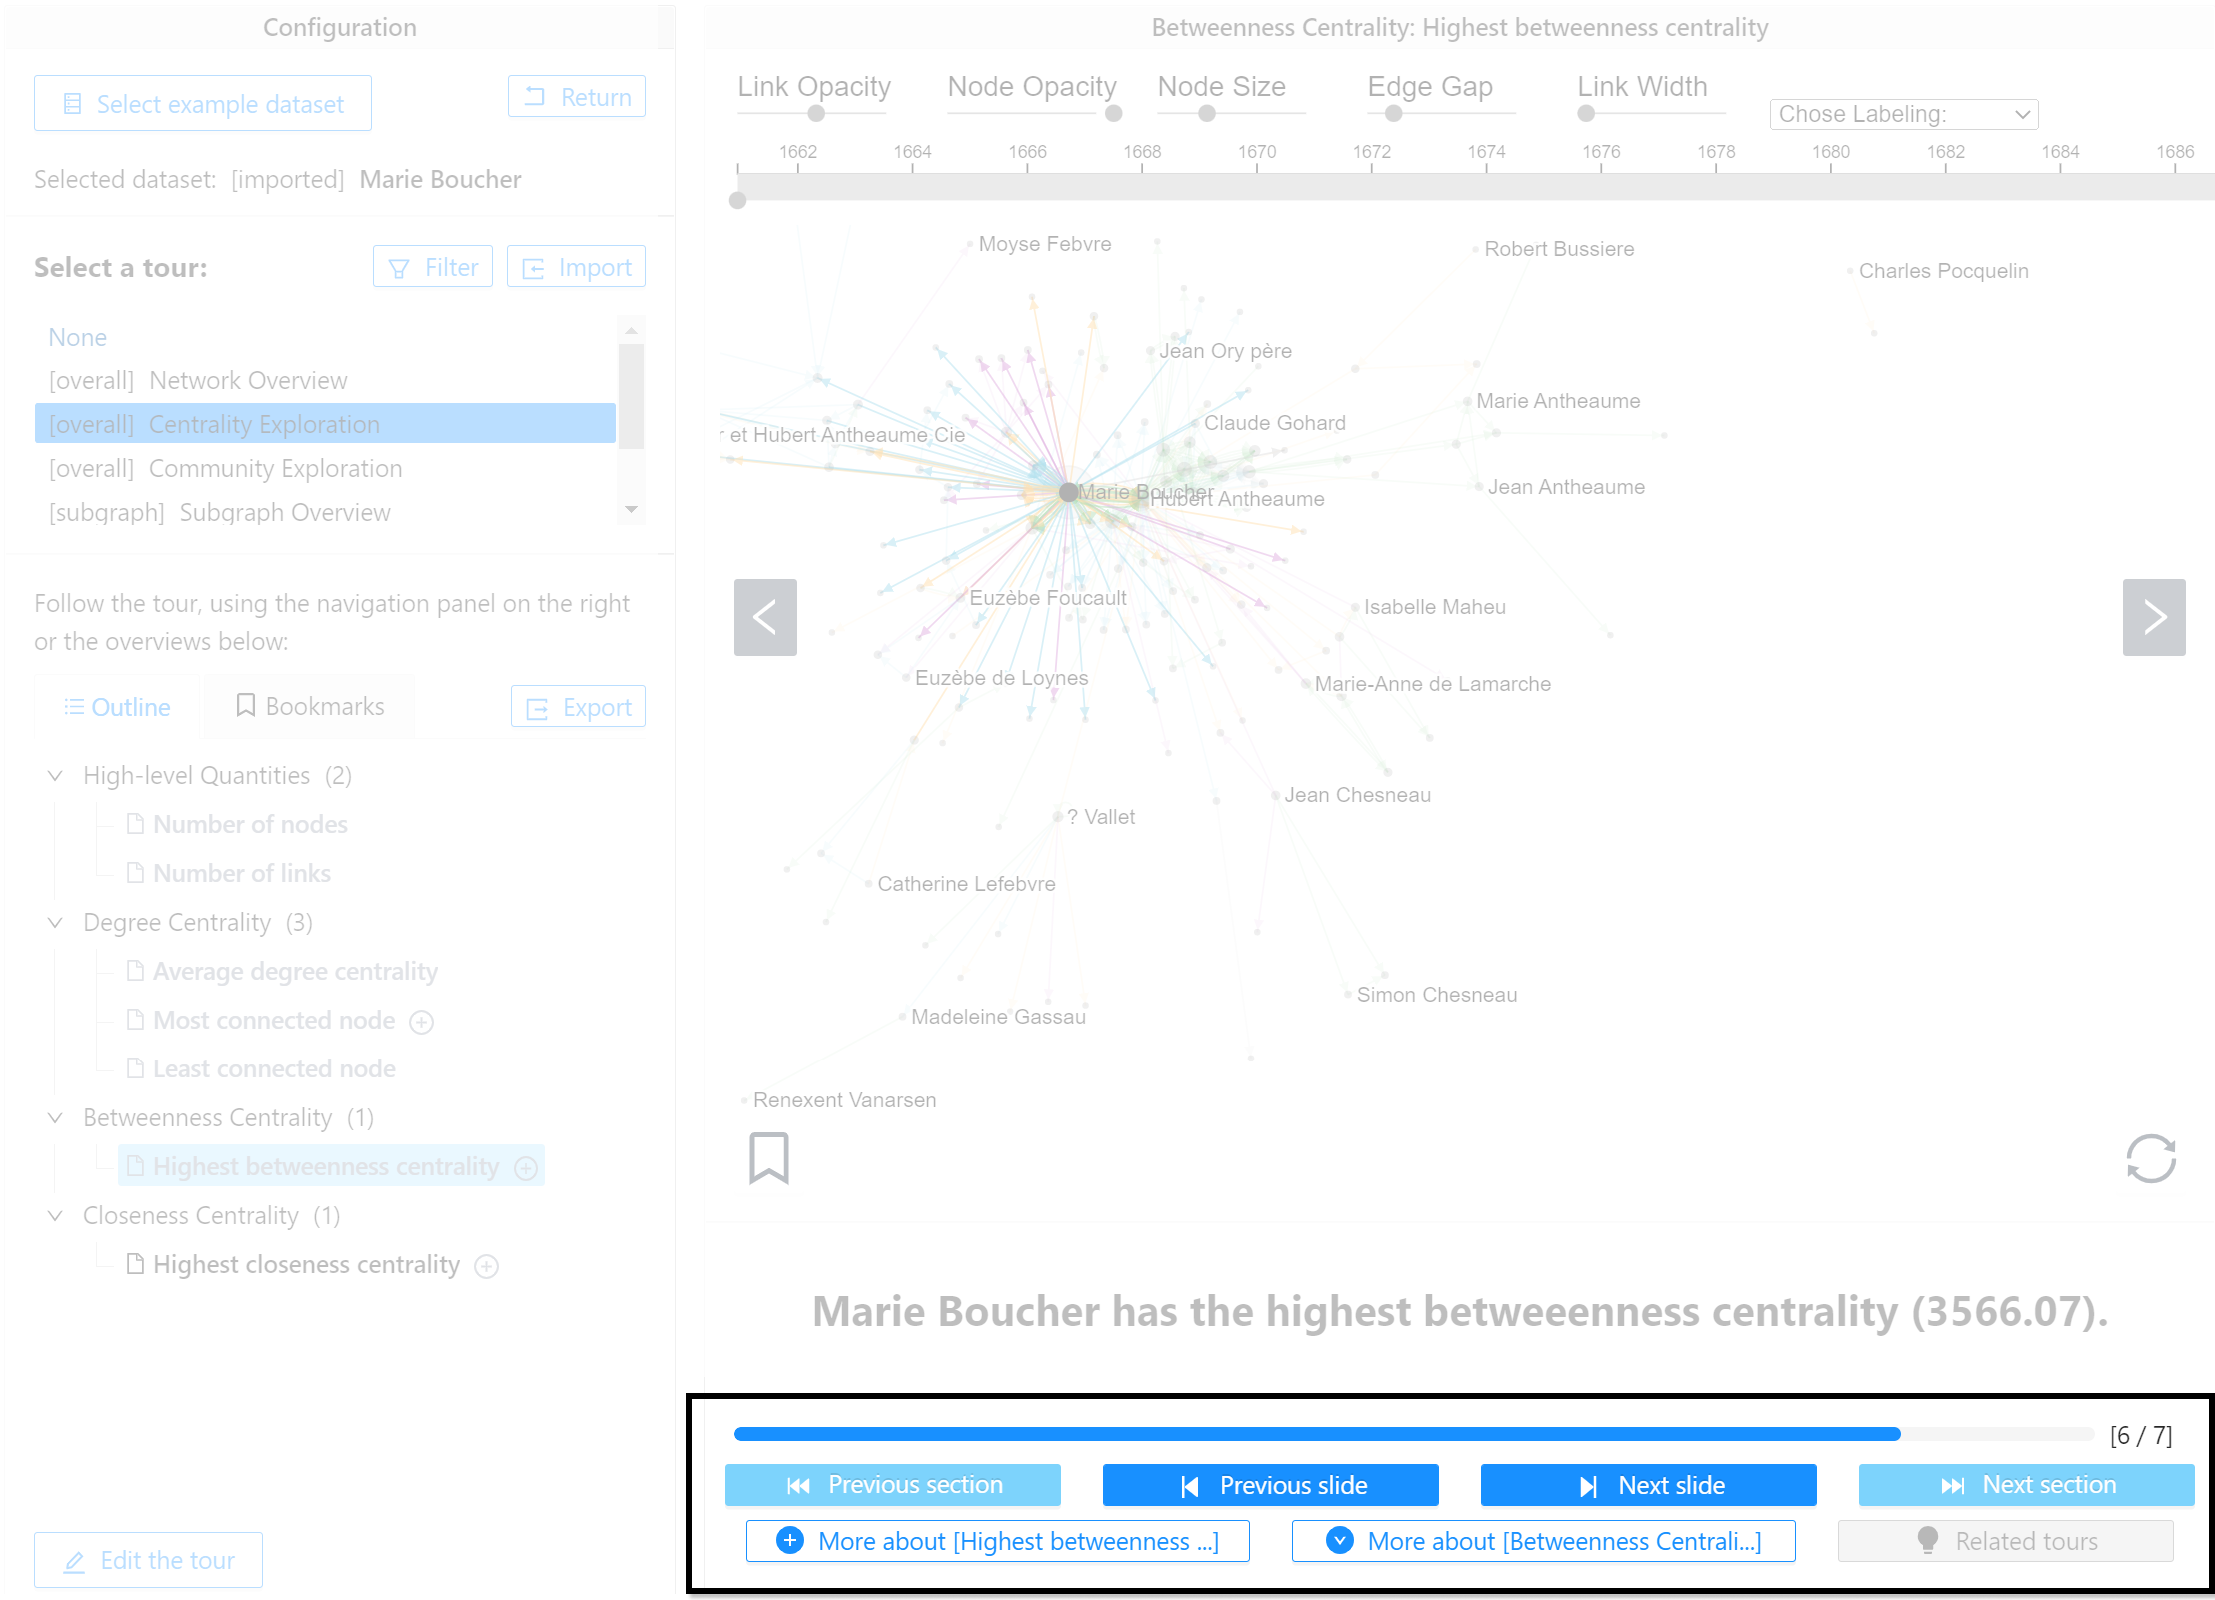 Configuration
Select example dataset
Return
Selected dataset: [imported] Marie Boucher
Select a tour:
Filter
Import
None
[overall] Network Overview
[overall] Centrality Exploration
[overall] Community Exploration
[subgraph] Subgraph Overview
Follow the tour, using the navigation panel on the right
or the overviews below:
Outline
Bookmarks
Export
High-level Quantities (2)
Number of nodes
Number of links
Degree Centrality (3)
Average degree centrality
Most connected node
Least connected node
Betweenness Centrality (1)
Highest betweenness centrality
Closeness Centrality (1)
Highest closeness centrality
Edit the tour
Betweenness Centrality: Highest betweenness centrality
Link Opacity
Node Opacity
Node Size
Edge Gap
Link Width
Chose Labeling:
1662 1664 1666 1668 1670 1672 1674 1676 1678 1680 1682 1684 1686
Moyse Febvre
Robert Bussiere
Charles Pocquelin
Jean Ory père
Marie Antheaume
Claude Gohard
r et Hubert Antheaume Cie
Jean Antheaume
Marie Boucher
Hubert Antheaume
Euzèbe Foucault
Isabelle Maheu
Euzèbe de Loynes
Marie-Anne de Lamarche
Jean Chesneau
? Vallet
Catherine Lefebvre
Simon Chesneau
Madeleine Gassau
Renexent Vanarsen
Marie Boucher has the highest betweeenness centrality (3566.07).
[6 / 7]
Previous section
Previous slide
Next slide
Next section
More about [Highest betweenness ...]
More about [Betweenness Centrali...]
Related tours